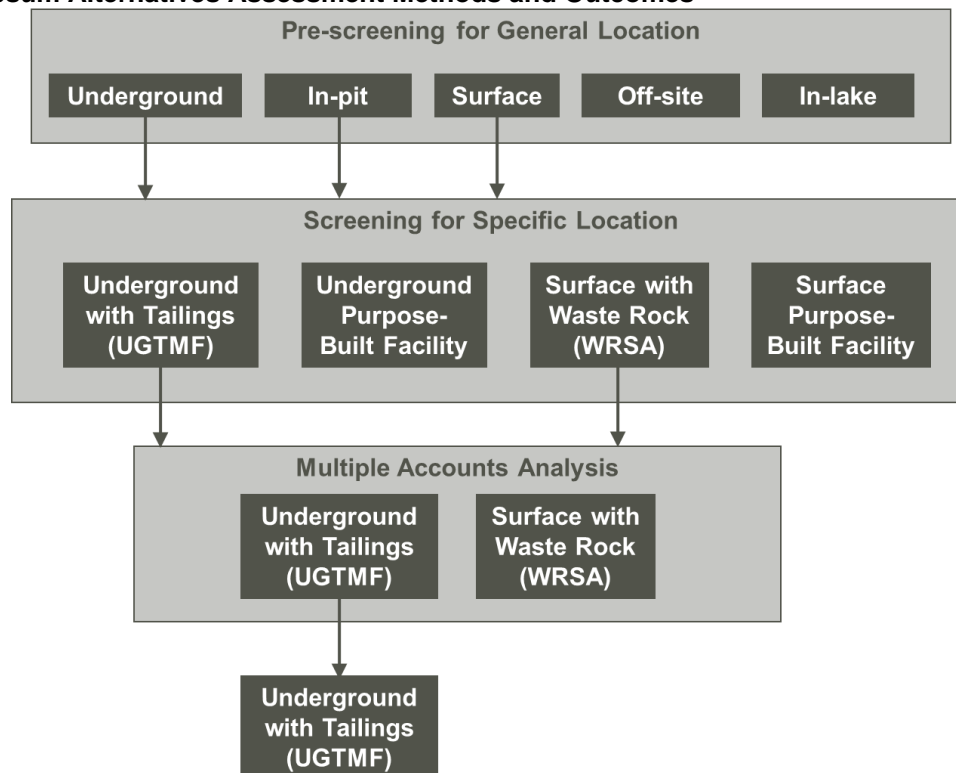 Alternatives Assessment Methods and Outcomes
Pre-screening for General Location
Underground
In-pit
Surface
Off-site
In-lake
Screening for Specific Location
Underground
with Tailings
(UGTMF)
Underground
Purpose-
Built Facility
Surface with
Waste Rock
(WRSA)
Surface
Purpose-
Built Facility
Multiple Accounts Analysis
Underground
with Tailings
(UGTMF)
Surface with
Waste Rock
(WRSA)
Underground
with Tailings
(UGTMF)